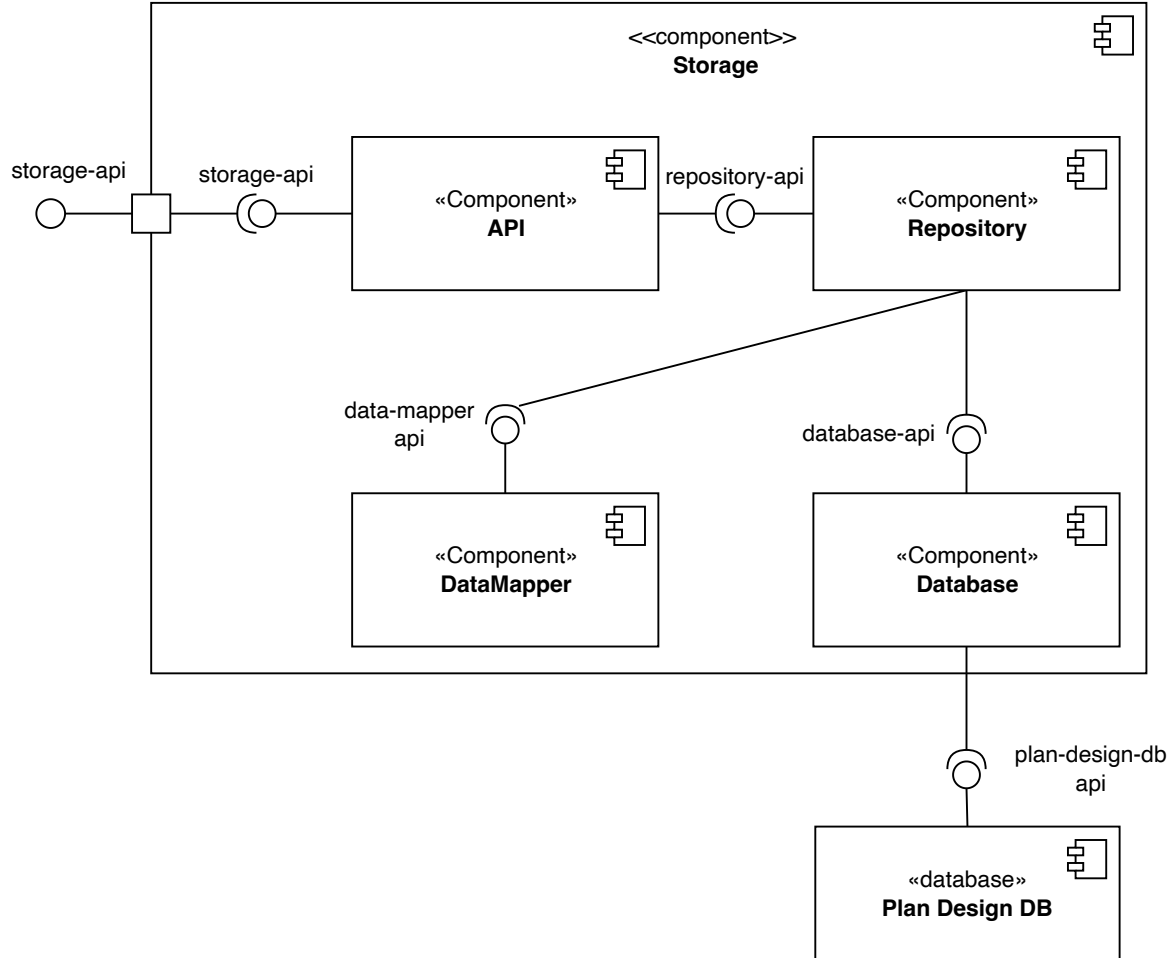 <<component>>
Storage
storage-api
storage-api
«Component»
API
repository-api
«Component»
Repository
data-mapper
api
database-api
«Component»
DataMapper
«Component»
Database
plan-design-db
api
«database»
Plan Design DB